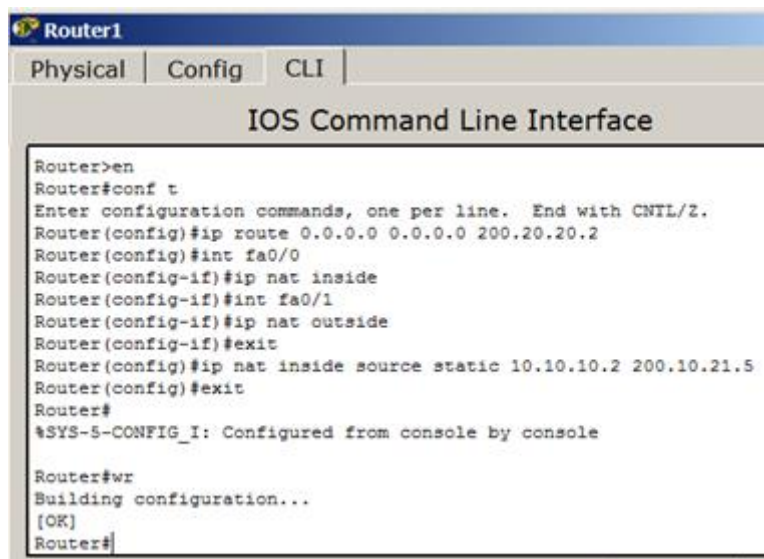 Router1
Physical Config CLI
IOS Command Line Interface
Router>en
Router#conf t
Enter configuration commands, one per line.  End with CNTL/Z.
Router(config)#ip route 0.0.0.0 0.0.0.0 200.20.20.2
Router(config)#int fa0/0
Router(config-if)#ip nat inside
Router(config-if)#int fa0/1
Router(config-if)#ip nat outside
Router(config-if)#exit
Router(config)#ip nat inside source static 10.10.10.2 200.10.21.5
Router(config)#exit
Router#
%SYS-5-CONFIG_I: Configured from console by console
Router#wr
Building configuration...
[OK]
Router#